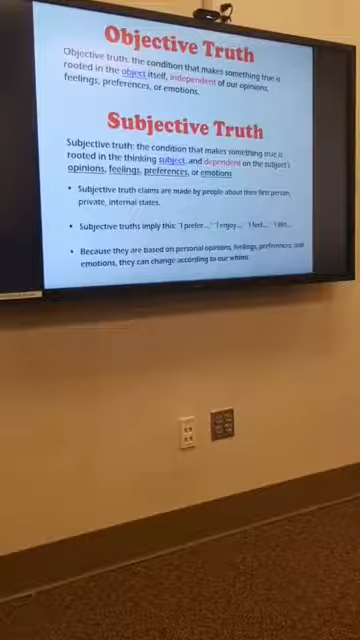 Objective Truth
Objective truth: the condition that makes something true is
rooted in the object itself, independent of our opinions,
feelings, preferences, or emotions.
Subjective Truth
Subjective truth: the condition that makes something true is
rooted in the thinking subject, and dependent on the subject's
opinions, feelings, preferences, or emotions
• Subjective truth claims are made by people about their first person,
private, internal states.
• Subjective truths imply this: "I prefer..." "I enjoy..." "I feel..." "I like..."
• Because they are based on personal opinions, feelings, preferences, and
emotions, they can change according to our whims.